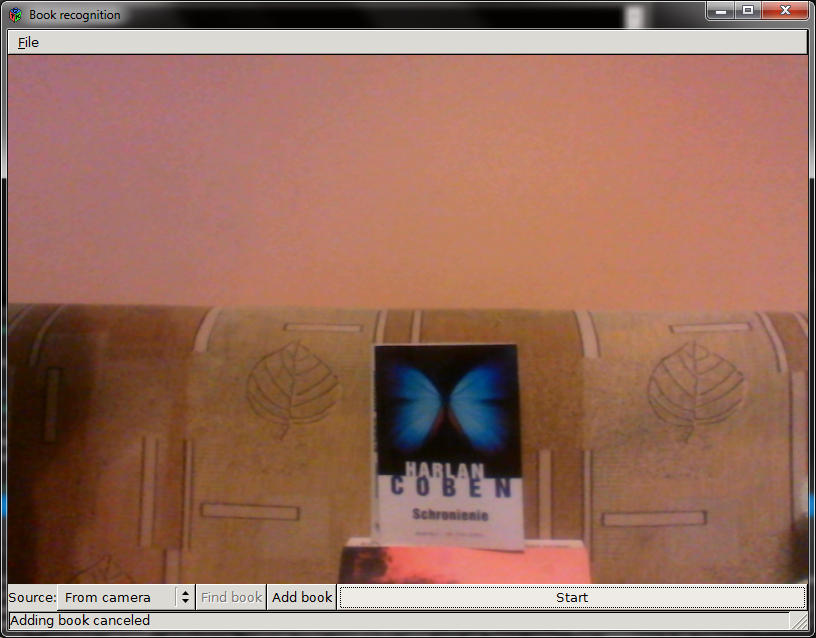 Book recognition
File
HARLAN
COBEN
Schronienie
Source: From camera Find book Add book Start
Adding book canceled